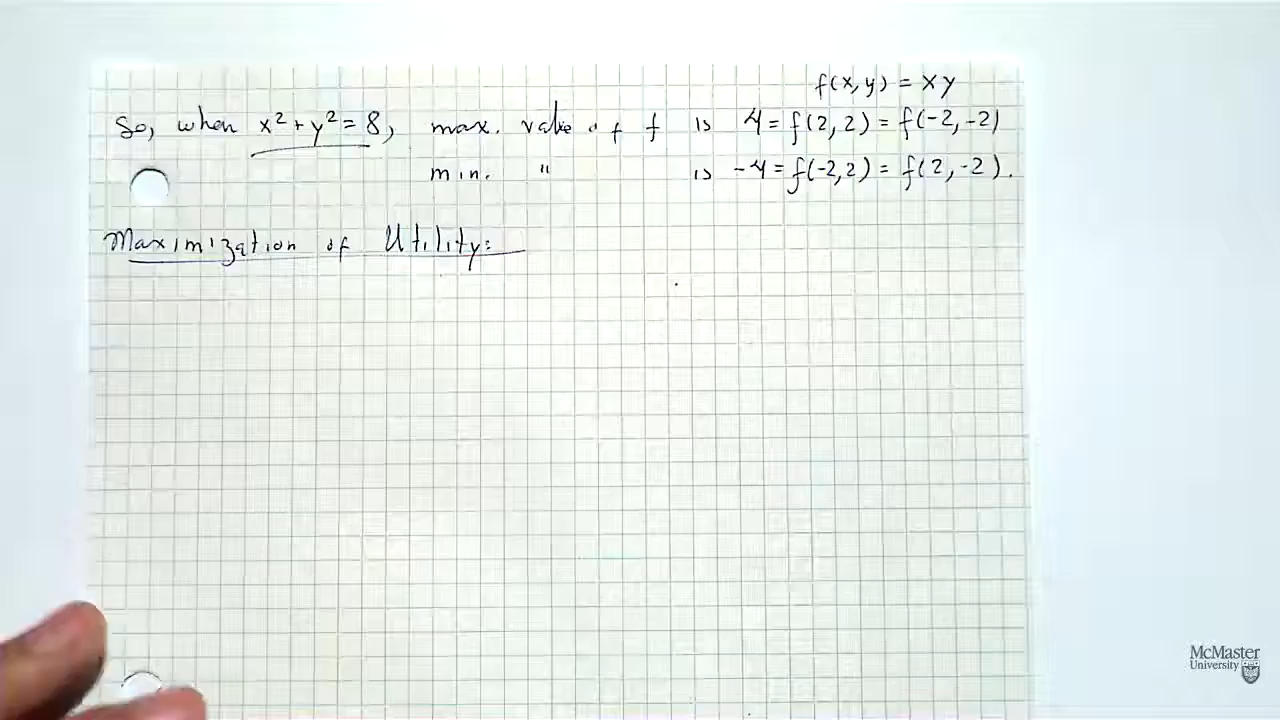 f(x,y) = xy
So, when x²+y²=8, max. value of f is 4=f(2,2)=f(-2,-2)
min. " is -4=f(-2,2)=f(2,-2).
Maximization of Utility:
McMaster
University